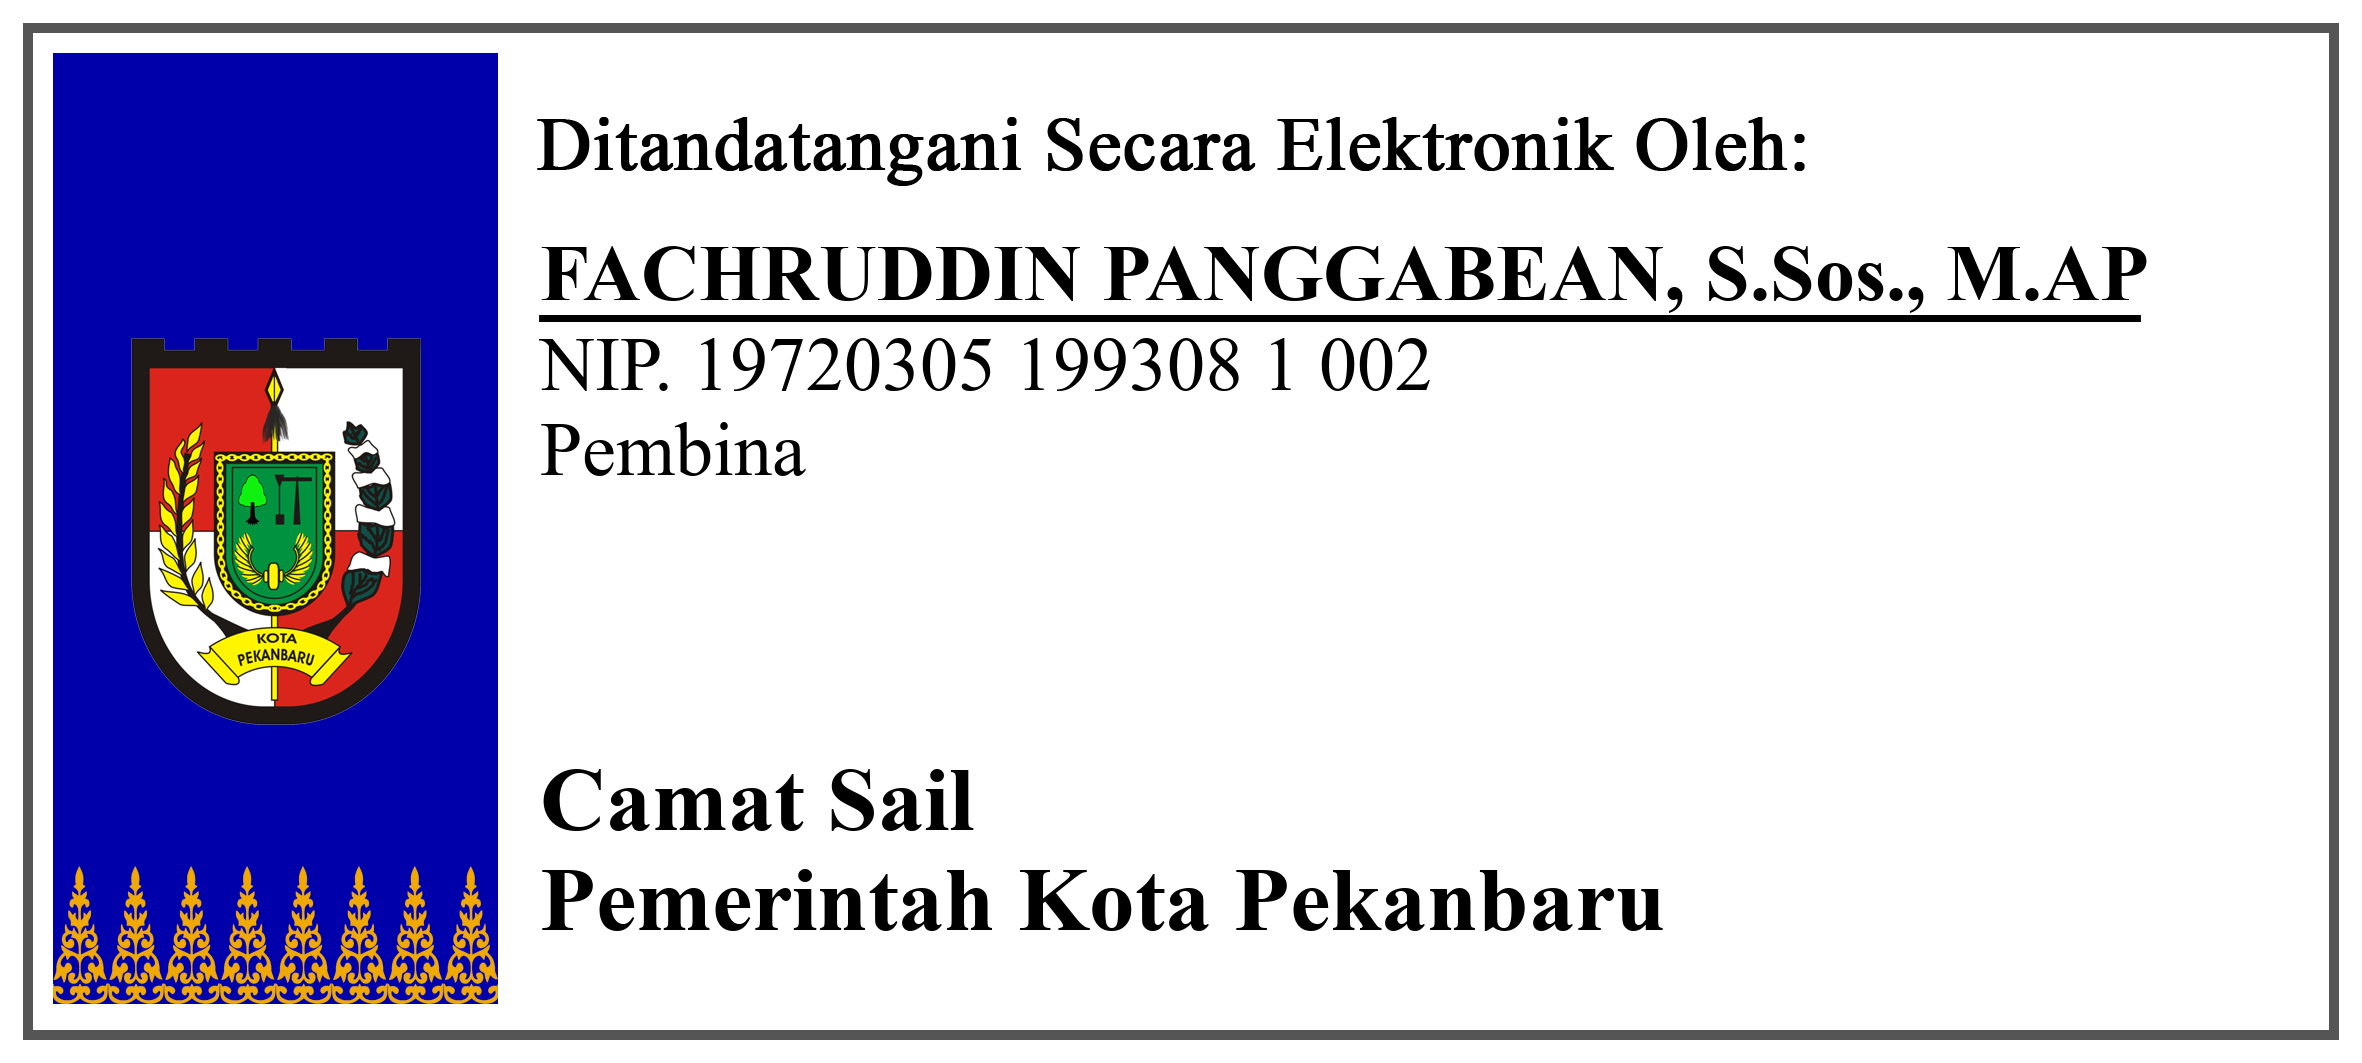 Ditandatangani Secara Elektronik Oleh:
FACHRUDDIN PANGGABEAN, S.Sos., M.AP
NIP. 19720305 199308 1 002
Pembina
KOTA
PEKANBARU
Camat Sail
Pemerintah Kota Pekanbaru